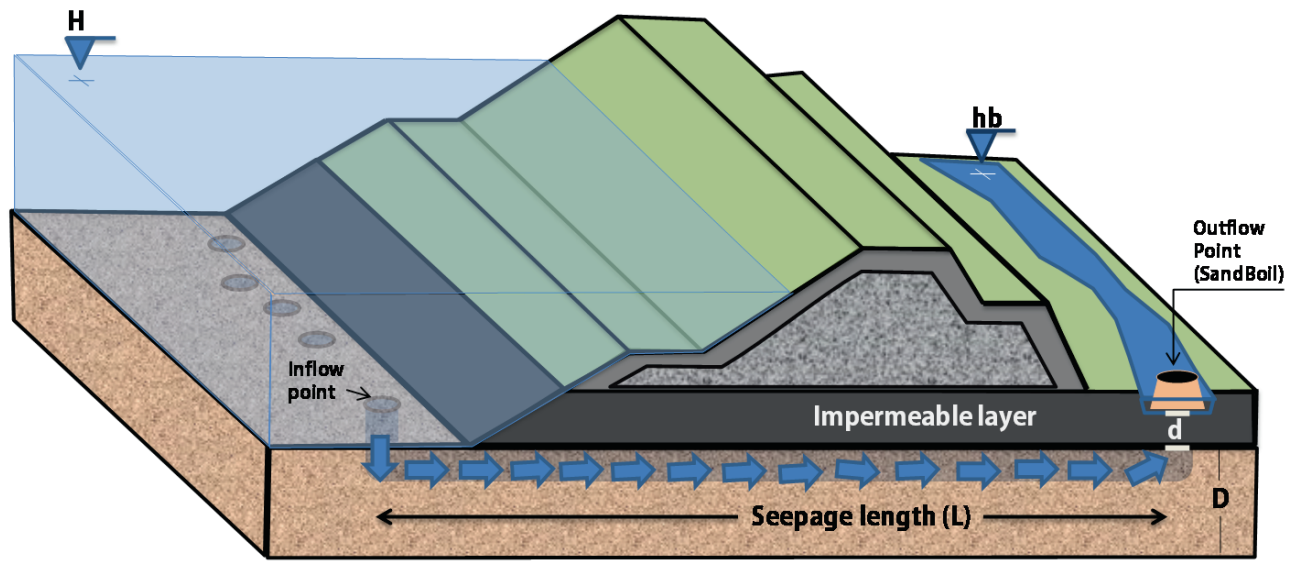 H
hb
Outflow
Point
(SandBoil)
Inflow
point
Impermeable layer
d
D
Seepage length (L)